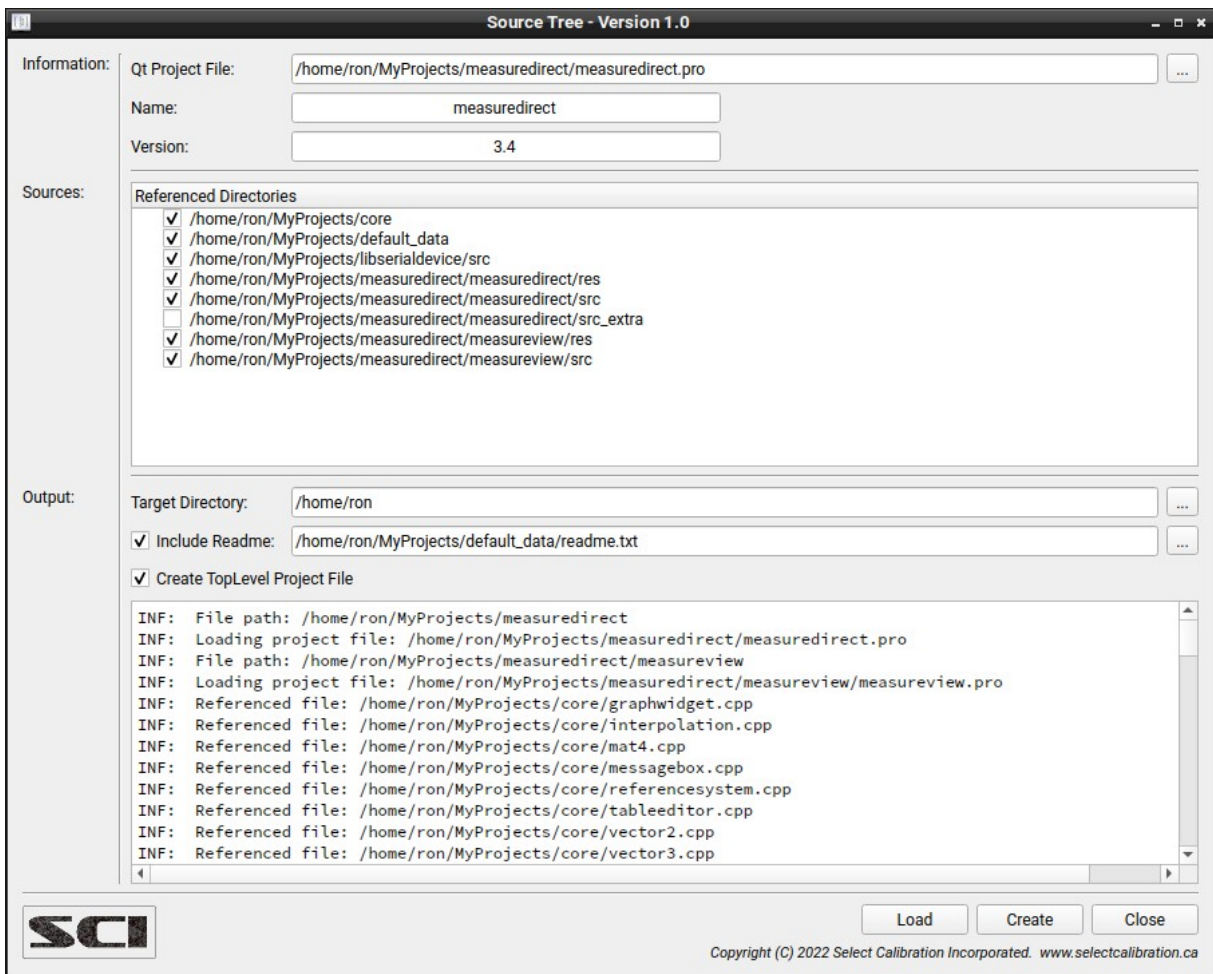 Source Tree - Version 1.0
Information:
Qt Project File:
/home/ron/MyProjects/measuredirect/measuredirect.pro
...
Name:
measuredirect
Version:
3.4
Sources:
Referenced Directories
/home/ron/MyProjects/core
/home/ron/MyProjects/default_data
/home/ron/MyProjects/libserialdevice/src
/home/ron/MyProjects/measuredirect/measuredirect/res
/home/ron/MyProjects/measuredirect/measuredirect/src
/home/ron/MyProjects/measuredirect/measuredirect/src_extra
/home/ron/MyProjects/measuredirect/measureview/res
/home/ron/MyProjects/measuredirect/measureview/src
Output:
Target Directory:
/home/ron
...
Include Readme:
/home/ron/MyProjects/default_data/readme.txt
...
Create TopLevel Project File
INF:  File path: /home/ron/MyProjects/measuredirect
INF:  Loading project file: /home/ron/MyProjects/measuredirect/measuredirect.pro
INF:  File path: /home/ron/MyProjects/measuredirect/measureview
INF:  Loading project file: /home/ron/MyProjects/measuredirect/measureview/measureview.pro
INF:  Referenced file: /home/ron/MyProjects/core/graphwidget.cpp
INF:  Referenced file: /home/ron/MyProjects/core/interpolation.cpp
INF:  Referenced file: /home/ron/MyProjects/core/mat4.cpp
INF:  Referenced file: /home/ron/MyProjects/core/messagebox.cpp
INF:  Referenced file: /home/ron/MyProjects/core/referencesystem.cpp
INF:  Referenced file: /home/ron/MyProjects/core/tableeditor.cpp
INF:  Referenced file: /home/ron/MyProjects/core/vector2.cpp
INF:  Referenced file: /home/ron/MyProjects/core/vector3.cpp
SCI
Load
Create
Close
Copyright (C) 2022 Select Calibration Incorporated.  www.selectcalibration.ca